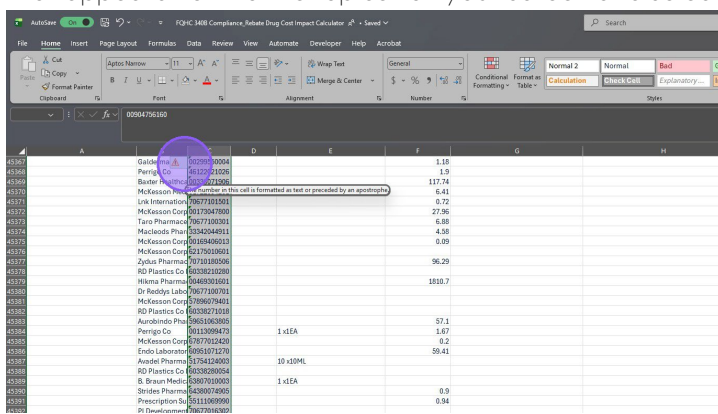 AutoSave On FQHC 340B Compliance_Rebate Drug Cost Impact Calculator • Saved Search
File Home Insert Page Layout Formulas Data Review View Automate Developer Help Acrobat
Cut Aptos Narrow 11 Wrap Text General Normal 2 Normal Bad
Paste Copy Format Painter B I U Merge & Center $ % Conditional Formatting Format as Table Calculation Check Cell Explanatory ...
Clipboard Font Alignment Number Styles
fx 00904756160
A D E F G H
45367 Galderma 00299550004 1.18
45368 Perrigo Co 46122021026 1.9
45369 Baxter Healthca 117.74
The number in this cell is formatted as text or preceded by an apostrophe
45370 McKesson 6.41
45371 Lnk Internation 70677101501 0.72
45372 McKesson Corp 00173047800 27.96
45373 Taro Pharmace 70677100301 6.88
45374 Macleods Phar 33342044911 4.58
45375 McKesson Corp 00169406013 0.09
45376 McKesson Corp 62175010601
45377 Zydus Pharmac 70710180506 96.29
45378 RD Plastics Co 60338210280
45379 Hikma Pharma 00469301601 1810.7
45380 Dr Reddys Labo 70677100701
45381 McKesson Corp 57896079401
45382 RD Plastics Co 60338271018
45383 Aurobindo Pha 59651063805 57.1
45384 Perrigo Co 00113099473 1 x1EA 1.67
45385 McKesson Corp 67877012420 0.2
45386 Endo Laborator 60951071270 59.41
45387 Avadel Pharma 51754124003 10 x10ML
45388 RD Plastics Co 60338280054
45389 B. Braun Medic 63807010003 1 x1EA
45390 Strides Pharma 64380074905 0.9
45391 Prescription Su 55111069990 0.94
45392 PI Development 70677016302